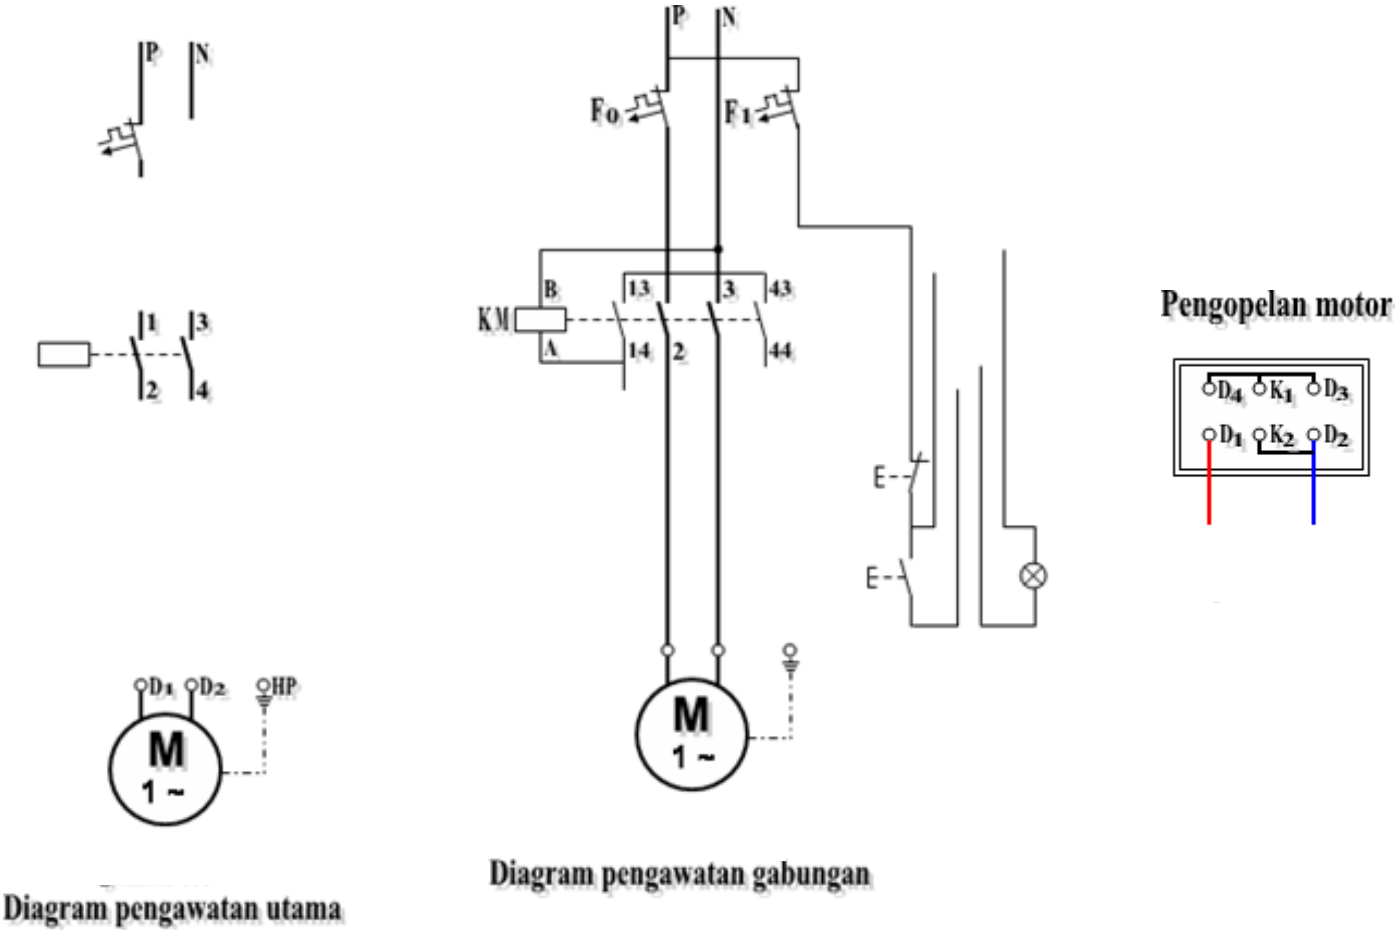 P N
1 3
2 4
D1 D2 HP
M
1 ~
Diagram pengawatan utama
P N
F0 F1
B 13 3 43
KM
A 14 2 44
E
E
M
1 ~
Diagram pengawatan gabungan
Pengopelan motor
D4 K1 D3
D1 K2 D2